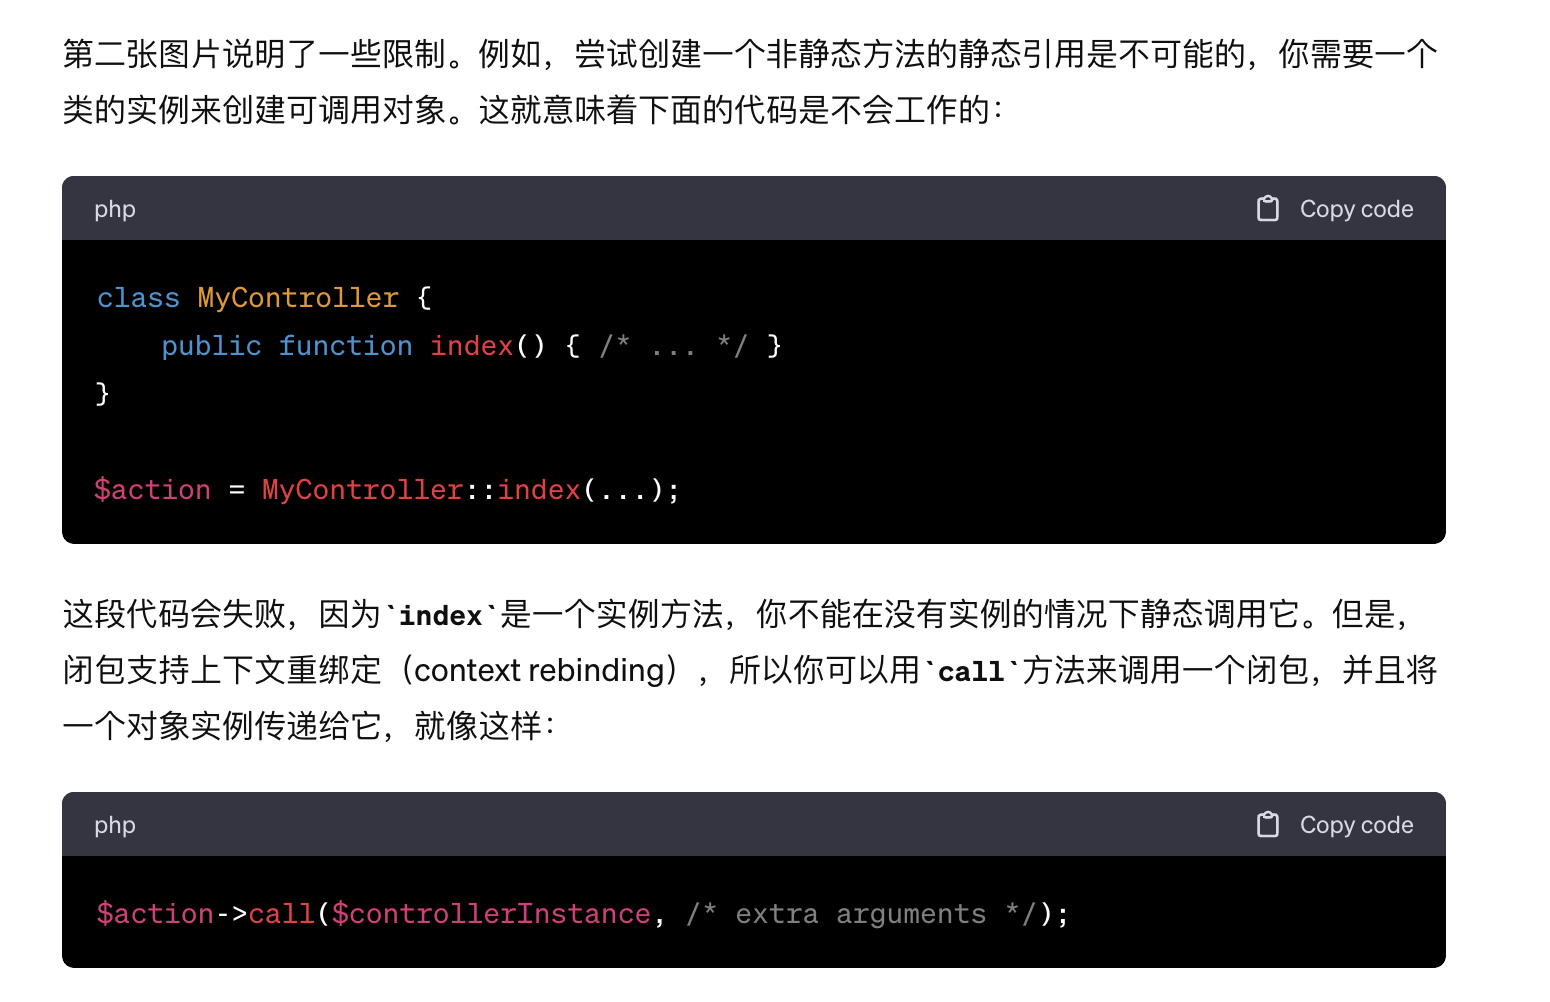 第二张图片说明了一些限制。例如，尝试创建一个非静态方法的静态引用是不可能的，你需要一个
类的实例来创建可调用对象。这就意味着下面的代码是不会工作的：
php
Copy code
class MyController {
    public function index() { /* ... */ }
}
$action = MyController::index(...);
这段代码会失败，因为`index`是一个实例方法，你不能在没有实例的情况下静态调用它。但是，
闭包支持上下文重绑定（context rebinding），所以你可以用`call`方法来调用一个闭包，并且将
一个对象实例传递给它，就像这样：
php
Copy code
$action->call($controllerInstance, /* extra arguments */);